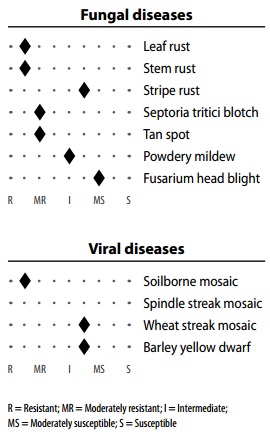 Fungal diseases
Leaf rust
Stem rust
Stripe rust
Septoria tritici blotch
Tan spot
Powdery mildew
Fusarium head blight
R MR I MS S
Viral diseases
Soilborne mosaic
Spindle streak mosaic
Wheat streak mosaic
Barley yellow dwarf
R MR I MS S
R = Resistant; MR = Moderately resistant; I = Intermediate;
MS = Moderately susceptible; S = Susceptible